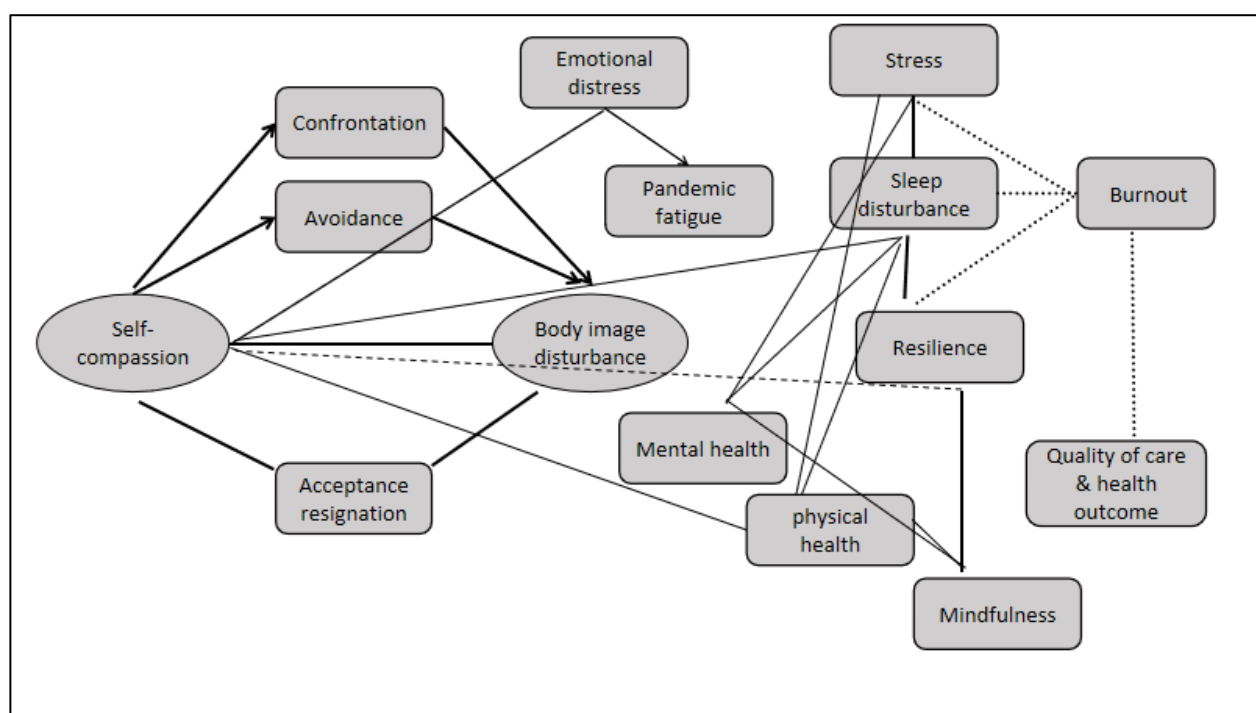 Emotional
distress
Stress
Confrontation
Pandemic
fatigue
Sleep
disturbance
Burnout
Avoidance
Self-
compassion
Body image
disturbance
Resilience
Mental health
Quality of care
& health
outcome
Acceptance
resignation
physical
health
Mindfulness